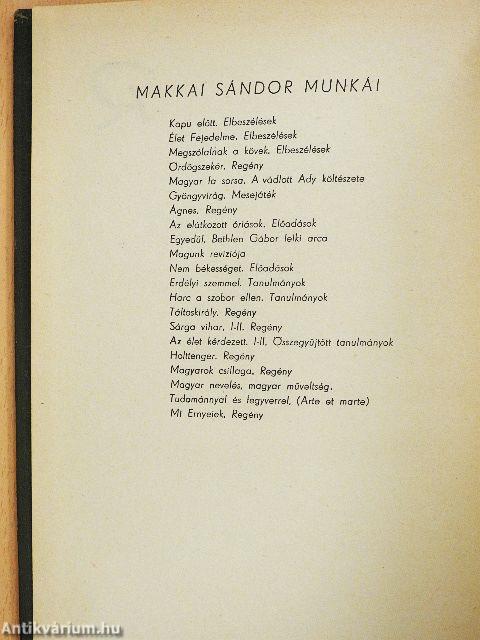 MAKKAI SÁNDOR MUNKÁI
Kapu előtt. Elbeszélések
Élet Fejedelme. Elbeszélések
Megszólalnak a kövek. Elbeszélések
Ördögszekér. Regény
Magyar fa sorsa. A vádlott Ady költészete
Gyöngyvirág. Mesejáték
Ágnes. Regény
Az elátkozott óriások. Előadások
Egyedül. Bethlen Gábor lelki arca
Magunk revíziója
Nem békességet. Előadások
Erdélyi szemmel. Tanulmányok
Harc a szobor ellen. Tanulmányok
Táltoskirály. Regény
Sárga vihar, I-II. Regény
Az élet kérdezett. I-II. Összegyűjtött tanulmányok
Holttenger. Regény
Magyarok csillaga. Regény
Magyar nevelés, magyar műveltség.
Tudománnyal és fegyverrel, (Arte et marte)
Mi Ernyeiek, Regény
Antikvárium.hu